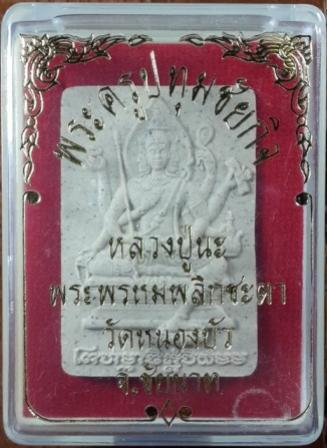 พระครูปทุมชัยกิจ
หลวงปู่นะ
พระพรหมพลิกชะตา
วัดหนองบัว
จ.ชัยนาท